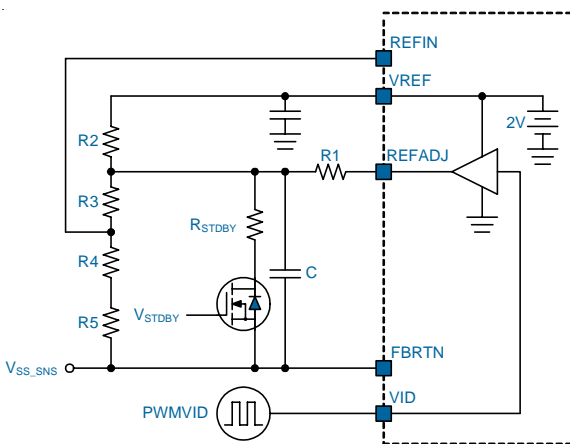 REFIN
VREF
2V
R2
R1
REFADJ
R3
RSTDBY
R4
C
VSTDBY
R5
VSS_SNS
FBRTN
VID
PWMVID